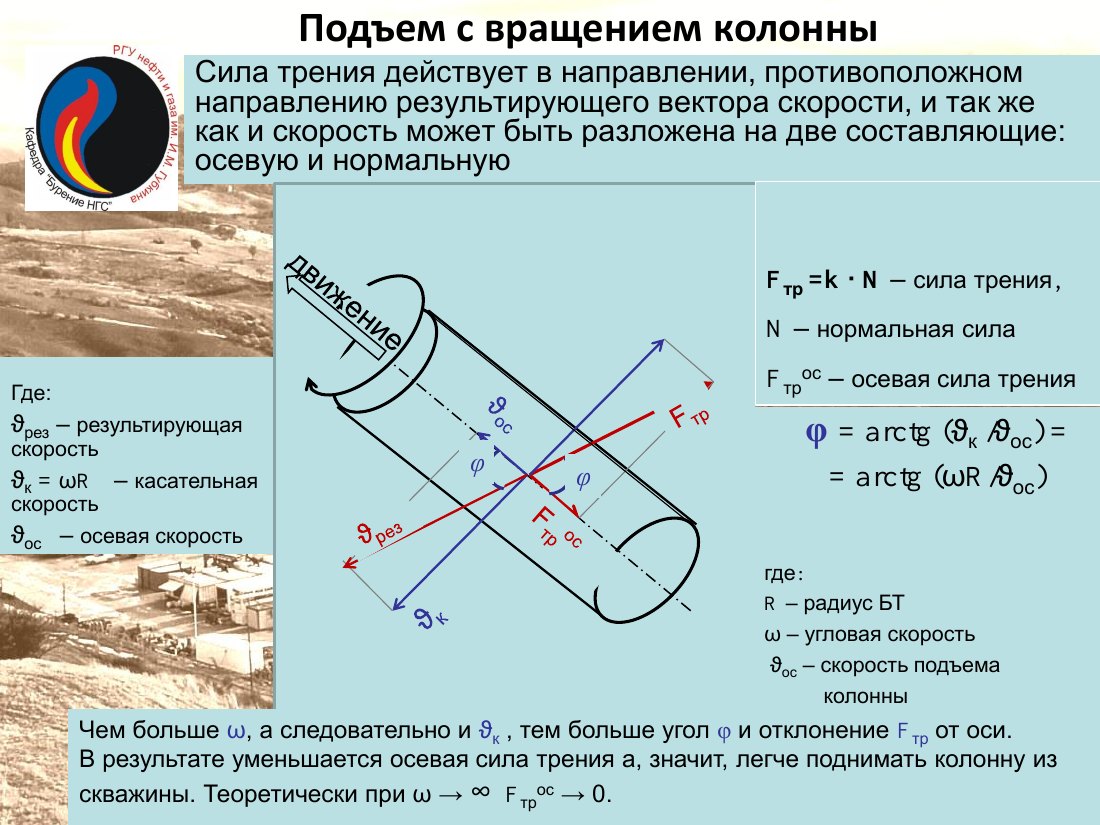 Подъем с вращением колонны
РГУ нефти и газа им. И.М. Губкина
Кафедра "Бурение НГС"
Сила трения действует в направлении, противоположном
направлению результирующего вектора скорости, и так же
как и скорость может быть разложена на две составляющие:
осевую и нормальную
движение
ϑос
φ
φ
Fтр
Fтр ос
ϑрез
ϑк
Fтр =k · N – сила трения,
N – нормальная сила
Fтр ос – осевая сила трения
φ = arctg (ϑк /ϑос) =
= arctg (ωR /ϑос)
Где:
ϑрез – результирующая
скорость
ϑк = ωR – касательная
скорость
ϑос – осевая скорость
где:
R – радиус БТ
ω – угловая скорость
ϑос – скорость подъема
колонны
Чем больше ω, а следовательно и ϑк , тем больше угол φ и отклонение Fтр от оси.
В результате уменьшается осевая сила трения а, значит, легче поднимать колонну из
скважины. Теоретически при ω → ∞ Fтр ос → 0.